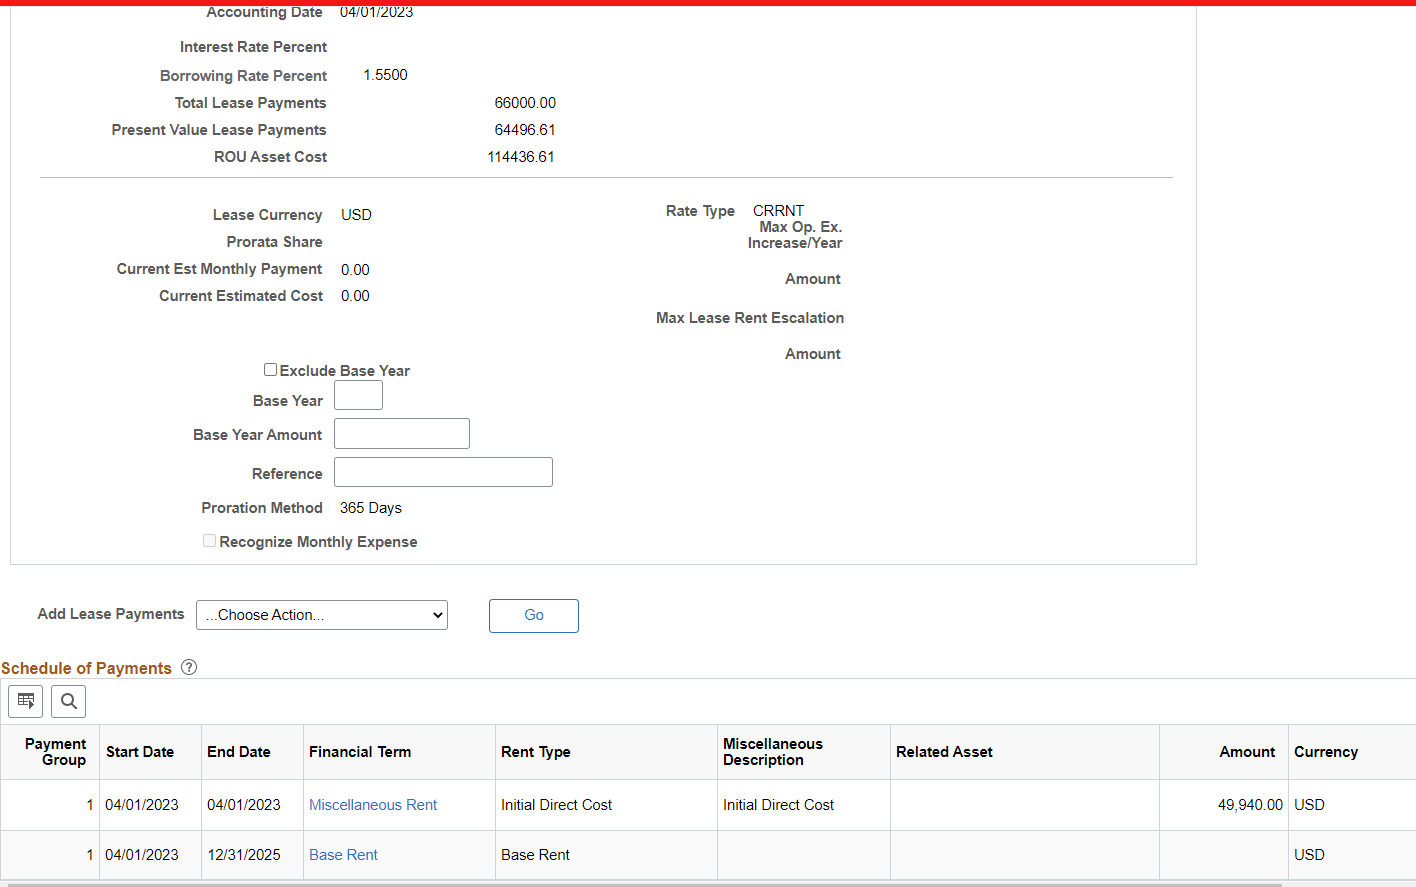 Accounting Date 04/01/2023
Interest Rate Percent
Borrowing Rate Percent 1.5500
Total Lease Payments 66000.00
Present Value Lease Payments 64496.61
ROU Asset Cost 114436.61
Lease Currency USD
Prorata Share
Current Est Monthly Payment 0.00
Current Estimated Cost 0.00
Rate Type CRRNT
Max Op. Ex.
Increase/Year
Amount
Max Lease Rent Escalation
Amount
Exclude Base Year
Base Year
Base Year Amount
Reference
Proration Method 365 Days
Recognize Monthly Expense
Add Lease Payments ...Choose Action... Go
Schedule of Payments ?
Payment Group Start Date End Date Financial Term Rent Type Miscellaneous Description Related Asset Amount Currency
1 04/01/2023 04/01/2023 Miscellaneous Rent Initial Direct Cost Initial Direct Cost 49,940.00 USD
1 04/01/2023 12/31/2025 Base Rent Base Rent USD